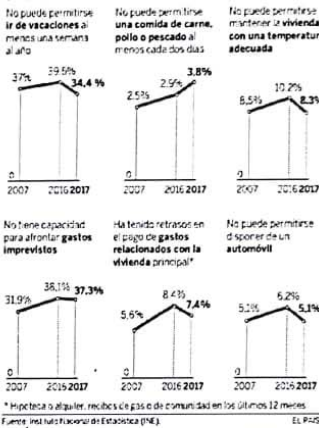 No puede permitirse
ir de vacaciones al
menos una semana
al año
37%
39.5%
34,4 %
0
2007
2016 2017
No puede permitirse
una comida de carne,
pollo o pescado al
menos cada dos días
2.5%
2.9%
3.8%
0
2007
2016 2017
No puede permitirse
mantener la vivienda
con una temperatur
adecuada
10.2%
8.3%
0
2007
2016 2017
No tiene capacidad
para afrontar gastos
imprevistos
31.9%
38.1%
37,3%
0
2007
2016 2017
Ha tenido retrasos en
el pago de gastos
relacionados con la
vivienda principal*
5,6%
8.4%
7,4%
0
2007
2016 2017
No puede permitirse
disponer de un
automóvil
6.2%
5,1%
0
2007
2016 2017
* Hipoteca o alquiler, recibos de gas o de comunidad en los últimos 12 meses
Fuente: Instituto Nacional de Estadística (INE).
EL PAÍS